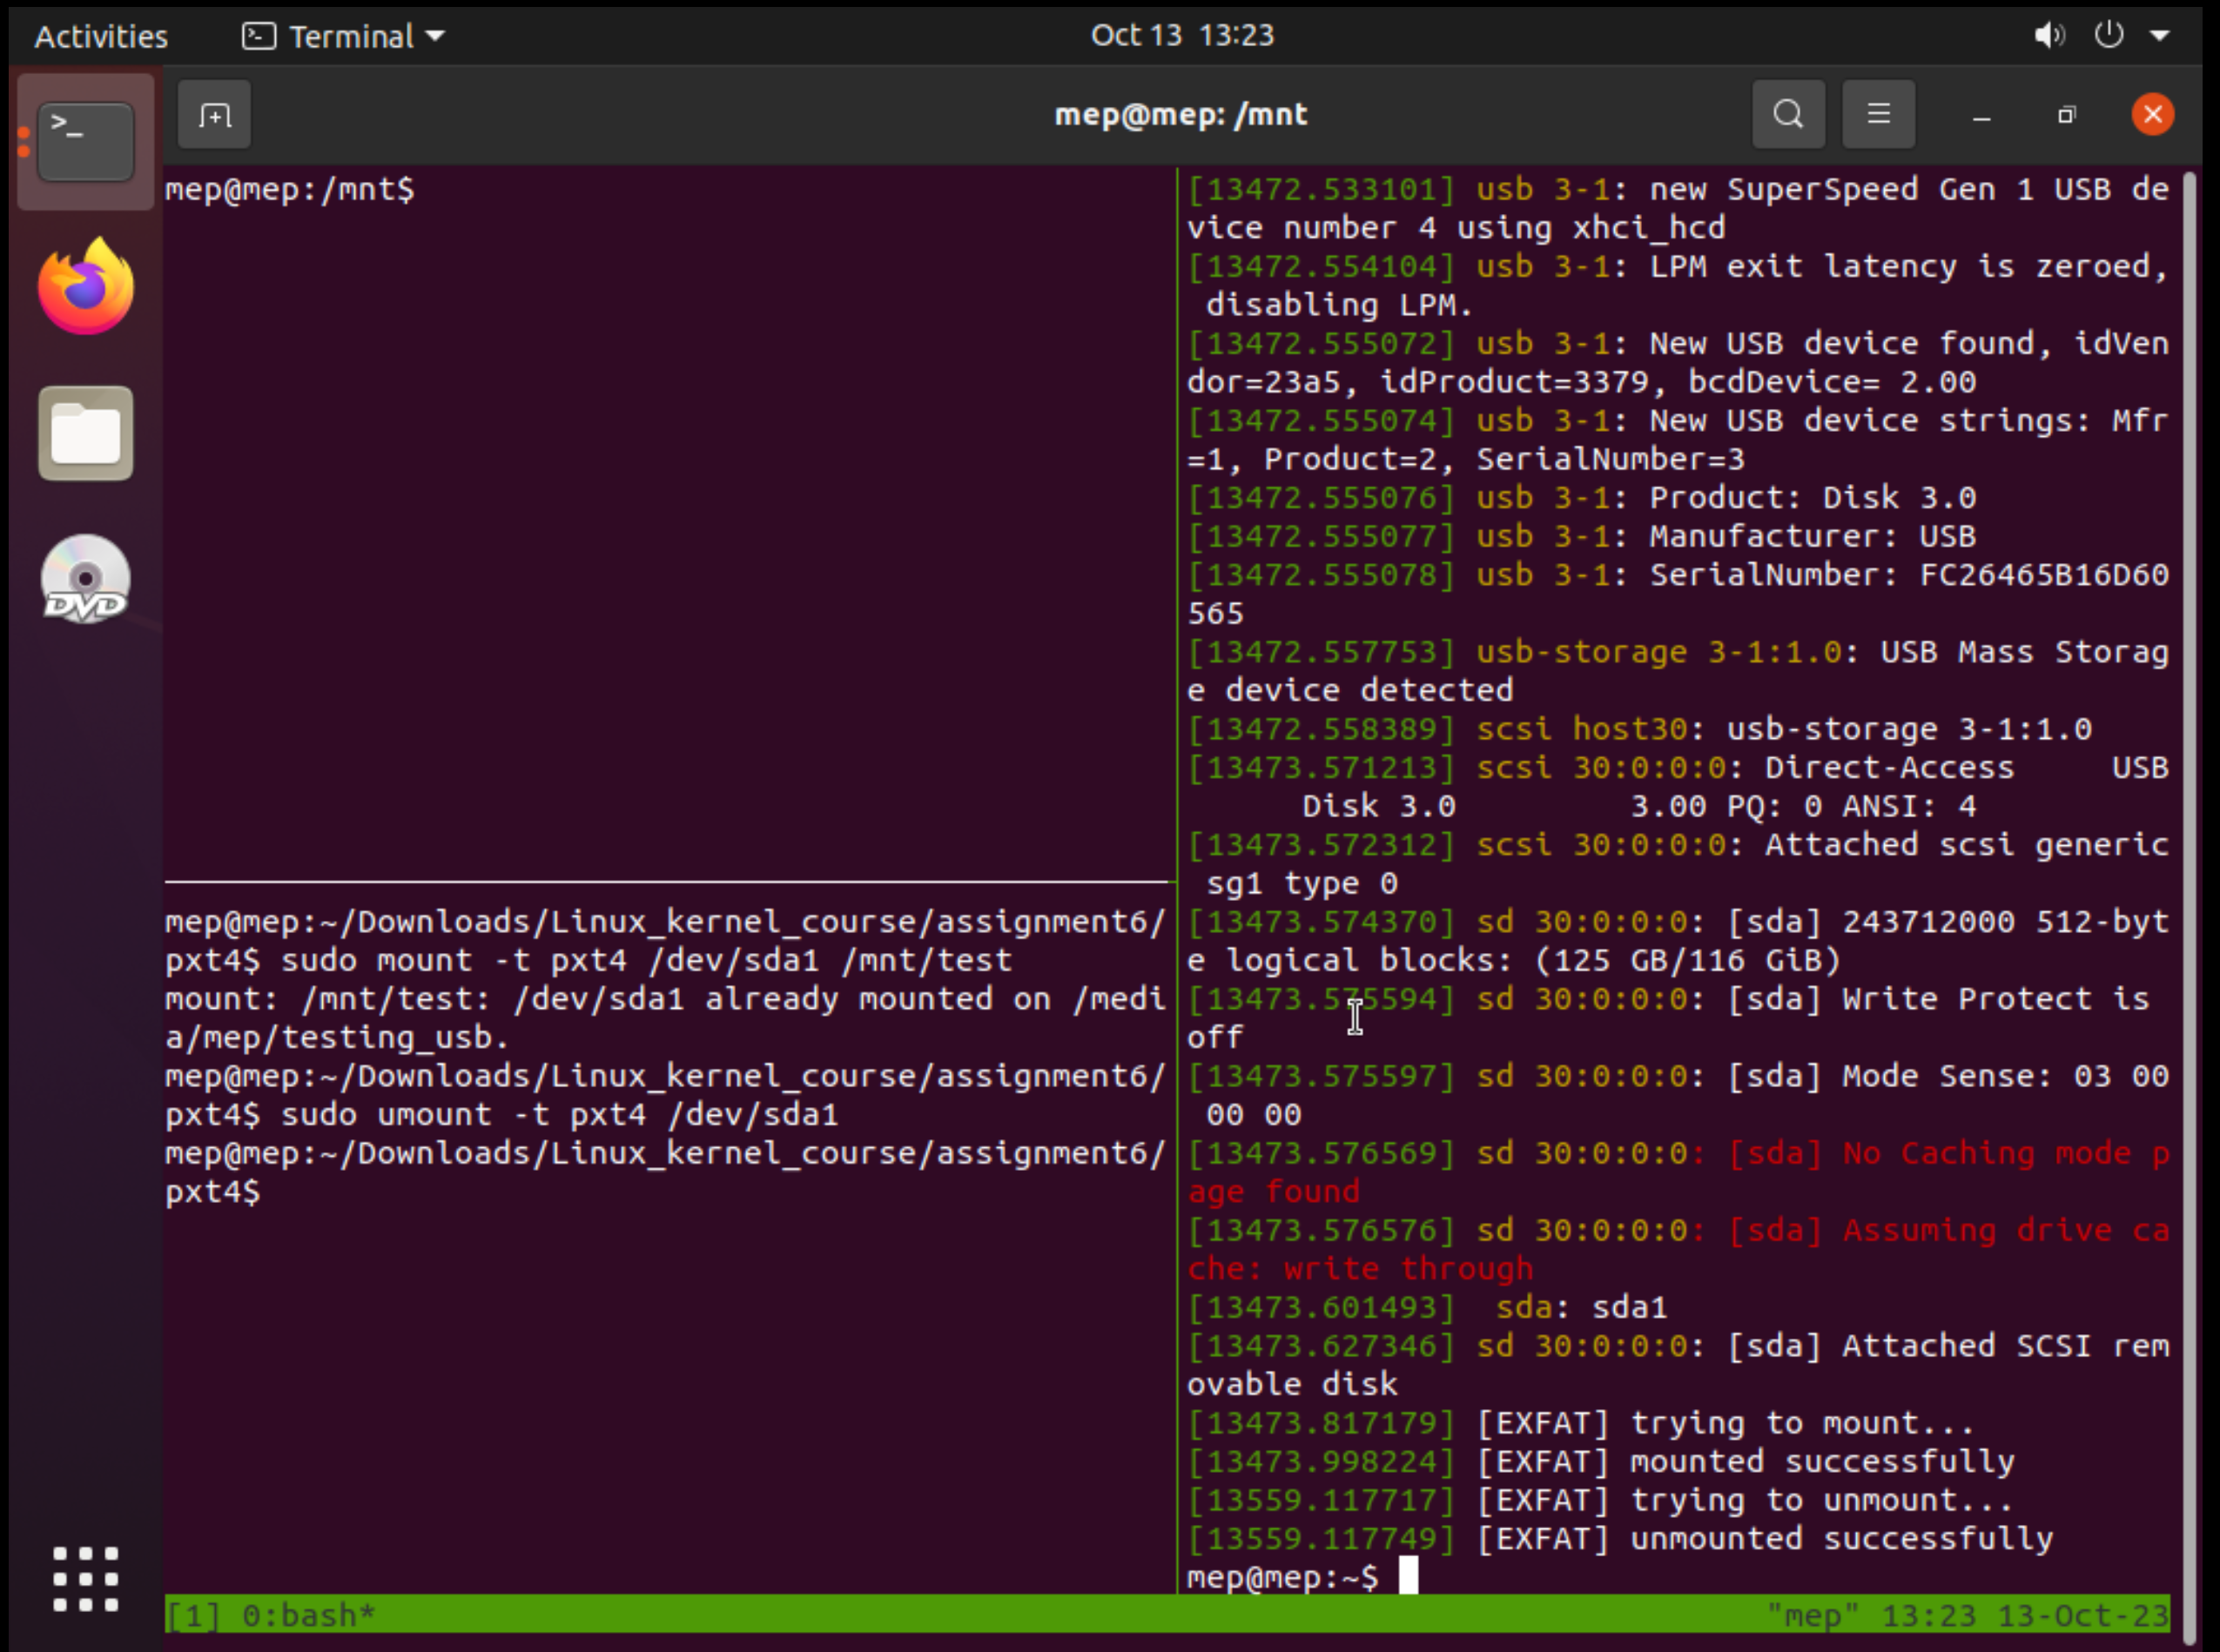 Activities
Terminal
Oct 13 13:23
mep@mep: /mnt
>_
DVD
mep@mep:/mnt$
mep@mep:~/Downloads/Linux_kernel_course/assignment6/
pxt4$ sudo mount -t pxt4 /dev/sda1 /mnt/test
mount: /mnt/test: /dev/sda1 already mounted on /medi
a/mep/testing_usb.
mep@mep:~/Downloads/Linux_kernel_course/assignment6/
pxt4$ sudo umount -t pxt4 /dev/sda1
mep@mep:~/Downloads/Linux_kernel_course/assignment6/
pxt4$
[13472.533101] usb 3-1: new SuperSpeed Gen 1 USB de
vice number 4 using xhci_hcd
[13472.554104] usb 3-1: LPM exit latency is zeroed,
 disabling LPM.
[13472.555072] usb 3-1: New USB device found, idVen
dor=23a5, idProduct=3379, bcdDevice= 2.00
[13472.555074] usb 3-1: New USB device strings: Mfr
=1, Product=2, SerialNumber=3
[13472.555076] usb 3-1: Product: Disk 3.0
[13472.555077] usb 3-1: Manufacturer: USB
[13472.555078] usb 3-1: SerialNumber: FC26465B16D60
565
[13472.557753] usb-storage 3-1:1.0: USB Mass Storag
e device detected
[13472.558389] scsi host30: usb-storage 3-1:1.0
[13473.571213] scsi 30:0:0:0: Direct-Access     USB
      Disk 3.0         3.00 PQ: 0 ANSI: 4
[13473.572312] scsi 30:0:0:0: Attached scsi generic
 sg1 type 0
[13473.574370] sd 30:0:0:0: [sda] 243712000 512-byt
e logical blocks: (125 GB/116 GiB)
[13473.575594] sd 30:0:0:0: [sda] Write Protect is
off
[13473.575597] sd 30:0:0:0: [sda] Mode Sense: 03 00
 00 00
[13473.576569] sd 30:0:0:0: [sda] No Caching mode p
age found
[13473.576576] sd 30:0:0:0: [sda] Assuming drive ca
che: write through
[13473.601493]  sda: sda1
[13473.627346] sd 30:0:0:0: [sda] Attached SCSI rem
ovable disk
[13473.817179] [EXFAT] trying to mount...
[13473.998224] [EXFAT] mounted successfully
[13559.117717] [EXFAT] trying to unmount...
[13559.117749] [EXFAT] unmounted successfully
mep@mep:~$
[1] 0:bash*
"mep" 13:23 13-Oct-23